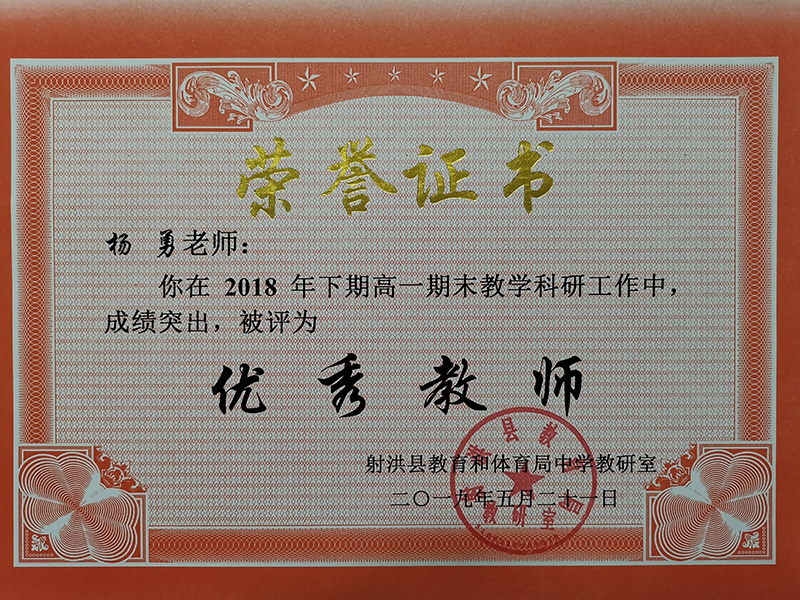 荣誉证书
杨勇老师：
你在 2018 年下期高一期末教学科研工作中，
成绩突出，被评为
优秀教师
射洪县教育和体育局中学教研室
二〇一九年五月二十一日
教研室